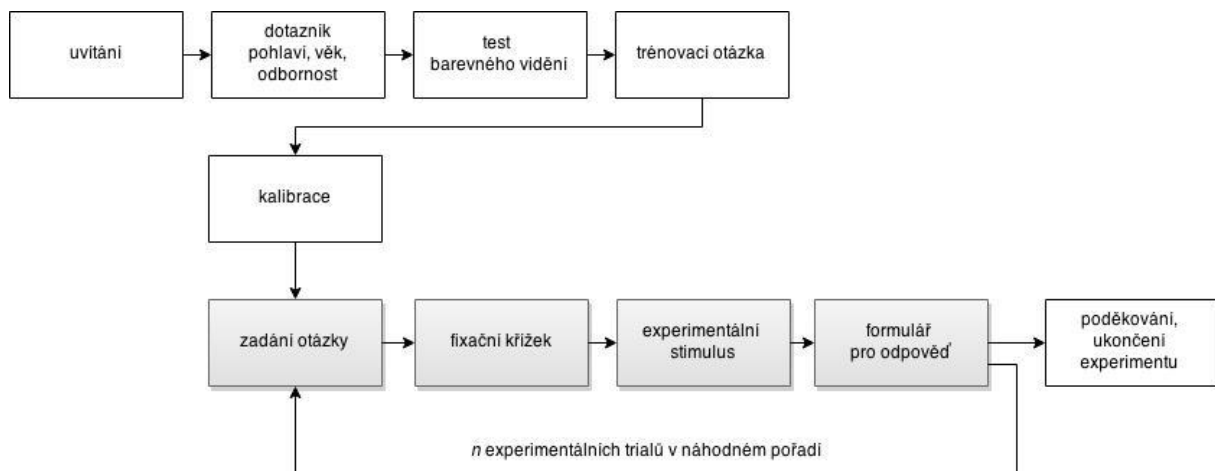 uvítání
dotazník
pohlaví, věk,
odbornost
test
barevného vidění
trénovací otázka
kalibrace
zadání otázky
fixační křížek
experimentální
stimulus
formulář
pro odpověď
poděkování,
ukončení
experimentu
n experimentálních trialů v náhodném pořadí